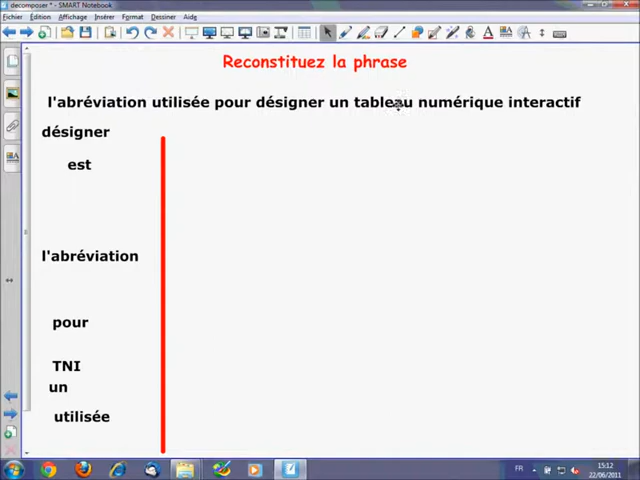 decomposer * - SMART Notebook
Fichier Édition Affichage Insérer Format Dessiner Aide
Reconstituez la phrase
l'abréviation utilisée pour désigner un tableau numérique interactif
désigner
est
l'abréviation
pour
TNI
un
utilisée
FR
15:12
22/06/2011